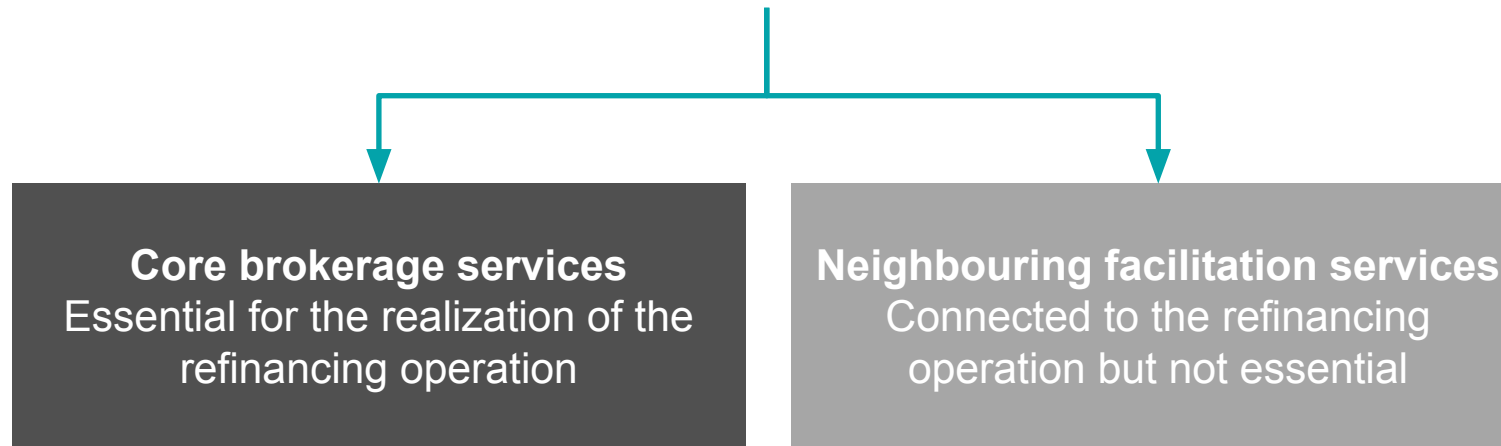 Core brokerage services
Essential for the realization of the
refinancing operation
Neighbouring facilitation services
Connected to the refinancing
operation but not essential